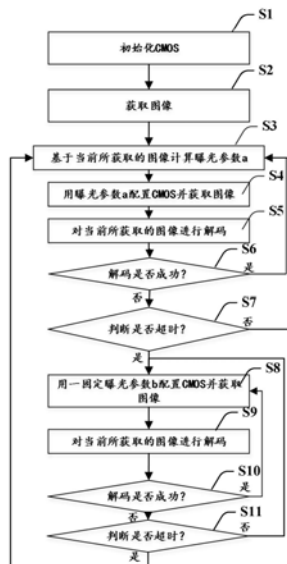 S1
初始化CMOS
S2
获取图像
S3
基于当前所获取的图像计算曝光参数a
S4
用曝光参数a配置CMOS并获取图像
S5
对当前所获取的图像进行解码
S6
解码是否成功?
是
否
S7
判断是否超时?
否
是
S8
用一固定曝光参数b配置CMOS并获取
图像
S9
对当前所获取的图像进行解码
S10
解码是否成功?
是
否
S11
判断是否超时?
否
是